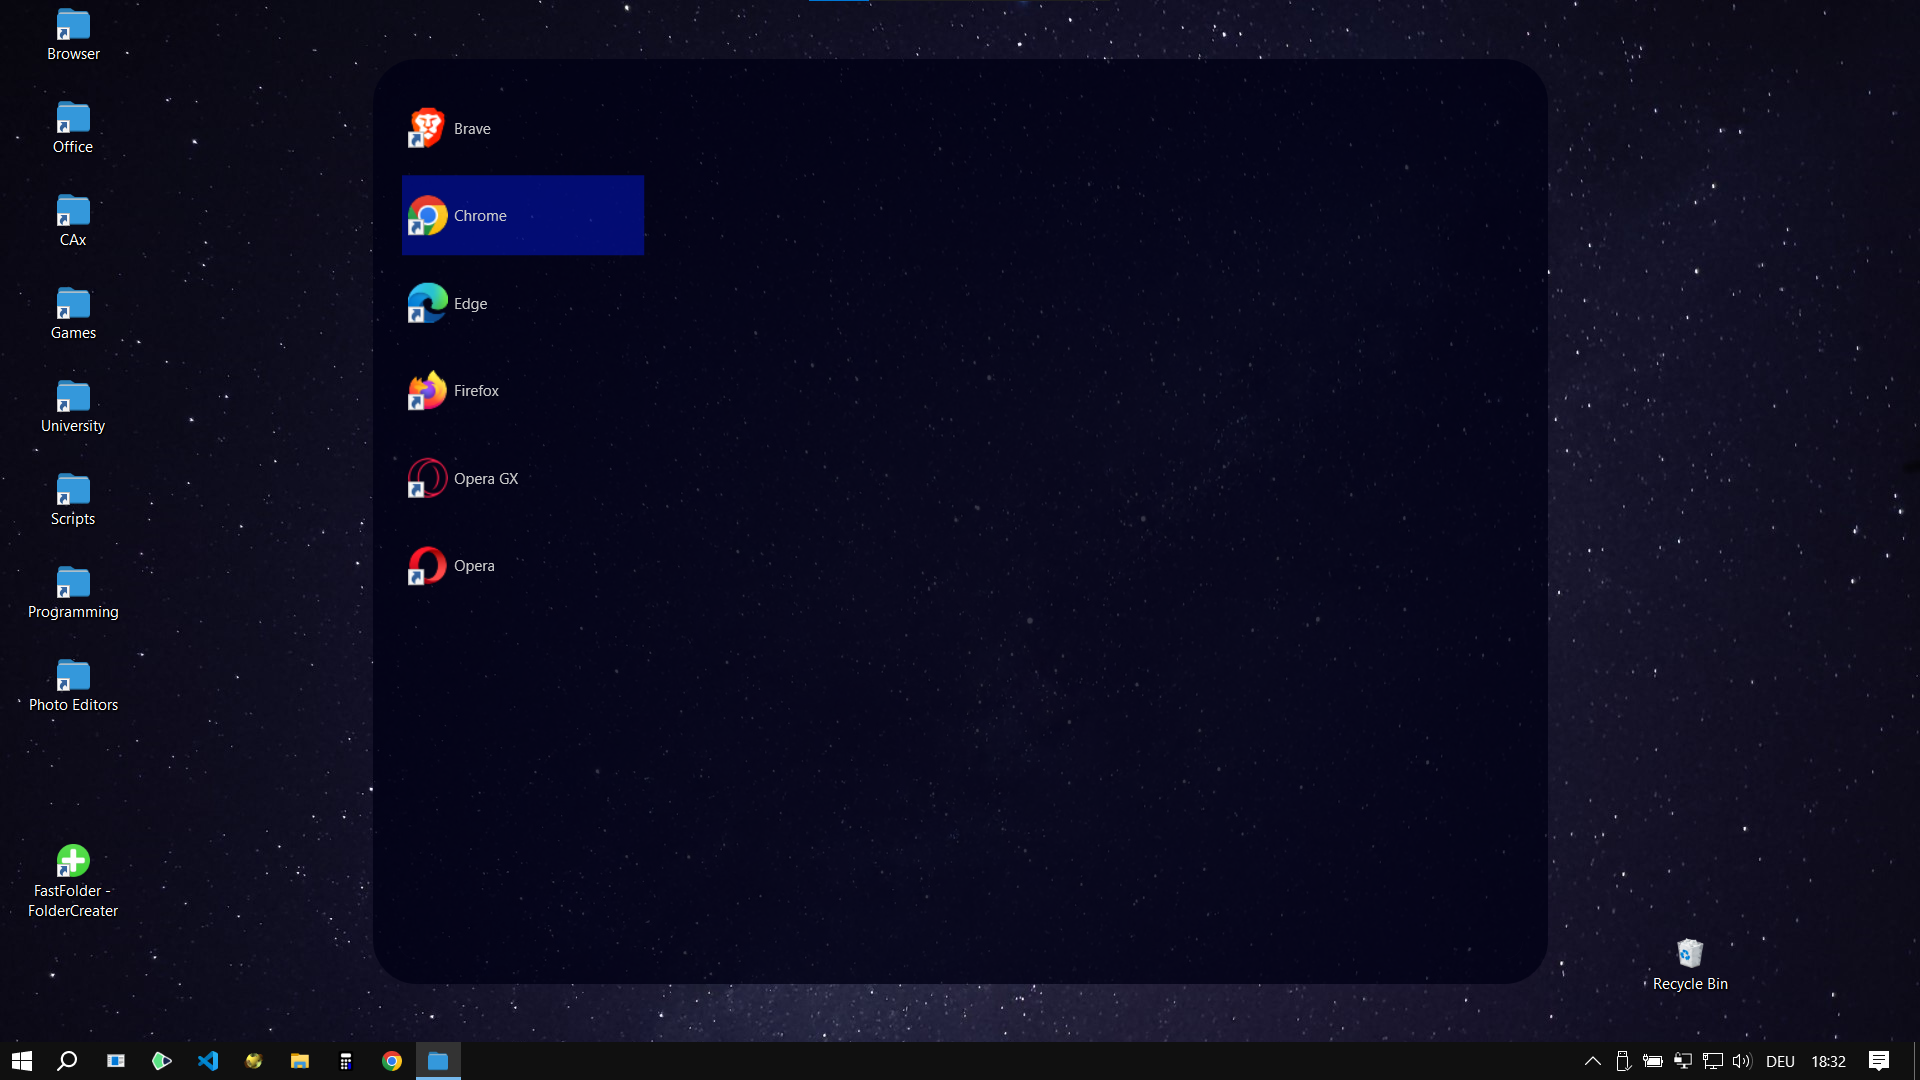 Browser
Office
CAx
Games
University
Scripts
Programming
Photo Editors
FastFolder -
FolderCreater
Brave
Chrome
Edge
Firefox
Opera GX
Opera
Recycle Bin
DEU
18:32